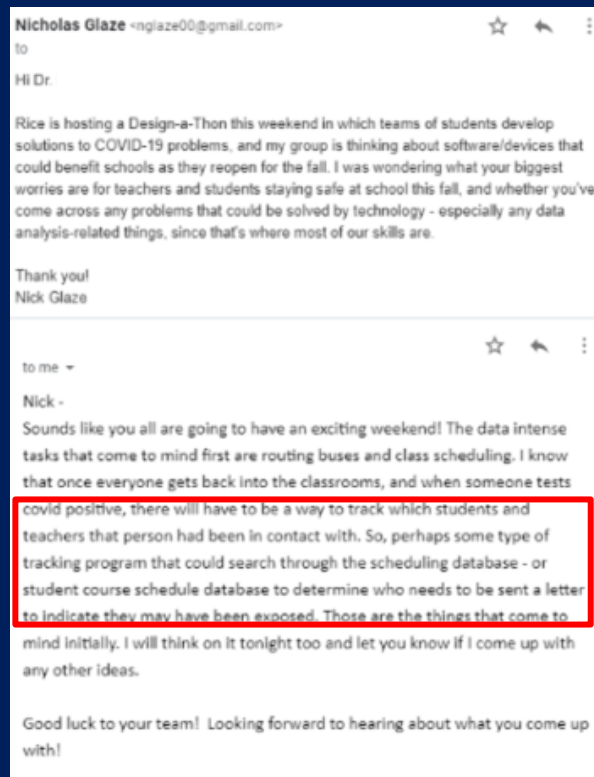 Nicholas Glaze <nglaze00@gmail.com>
to
Hi Dr.
Rice is hosting a Design-a-Thon this weekend in which teams of students develop
solutions to COVID-19 problems, and my group is thinking about software/devices that
could benefit schools as they reopen for the fall. I was wondering what your biggest
worries are for teachers and students staying safe at school this fall, and whether you've
come across any problems that could be solved by technology - especially any data
analysis-related things, since that's where most of our skills are.
Thank you!
Nick Glaze
to me
Nick -
Sounds like you all are going to have an exciting weekend! The data intense
tasks that come to mind first are routing buses and class scheduling. I know
that once everyone gets back into the classrooms, and when someone tests
covid positive, there will have to be a way to track which students and
teachers that person had been in contact with. So, perhaps some type of
tracking program that could search through the scheduling database - or
student course schedule database to determine who needs to be sent a letter
to indicate they may have been exposed. Those are the things that come to
mind initially. I will think on it tonight too and let you know if I come up with
any other ideas.
Good luck to your team!  Looking forward to hearing about what you come up
with!